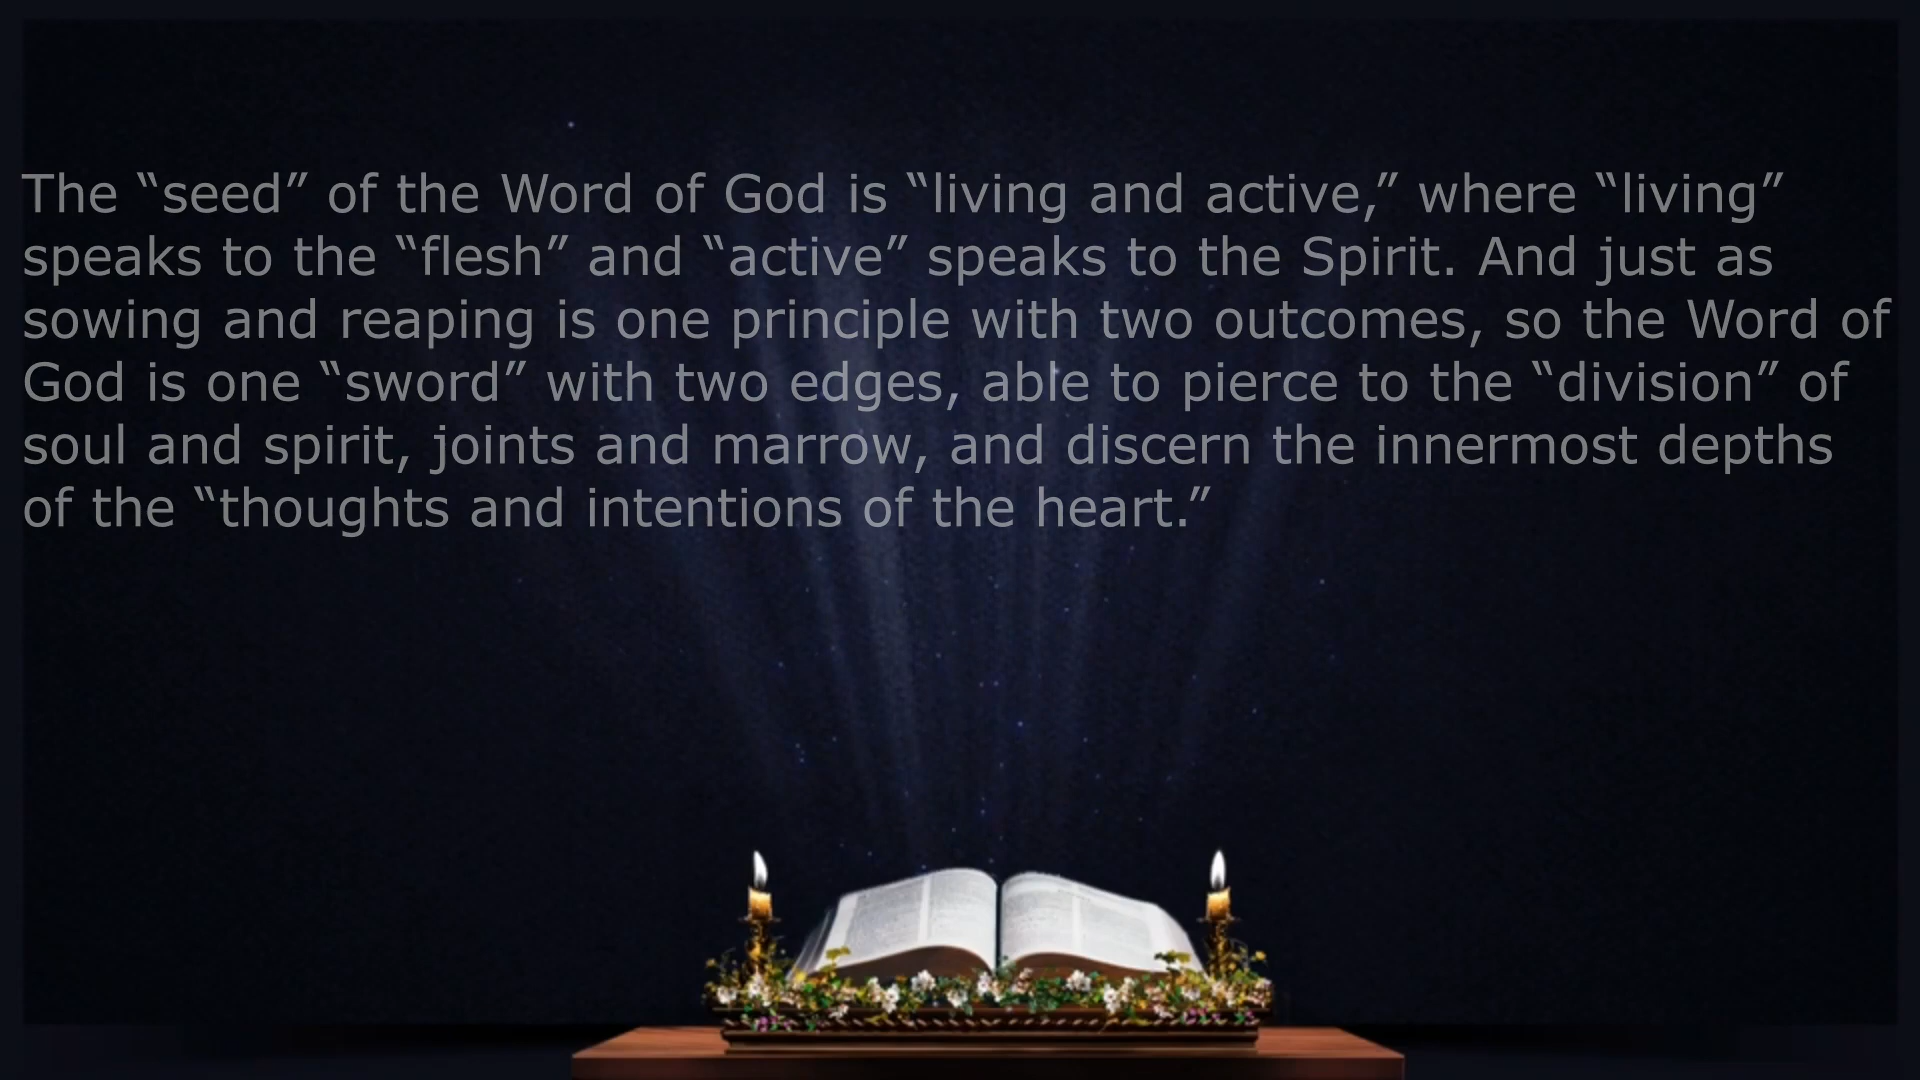 The “seed” of the Word of God is “living and active,” where “living”
speaks to the “flesh” and “active” speaks to the Spirit. And just as
sowing and reaping is one principle with two outcomes, so the Word of
God is one “sword” with two edges, able to pierce to the “division” of
soul and spirit, joints and marrow, and discern the innermost depths
of the “thoughts and intentions of the heart.”